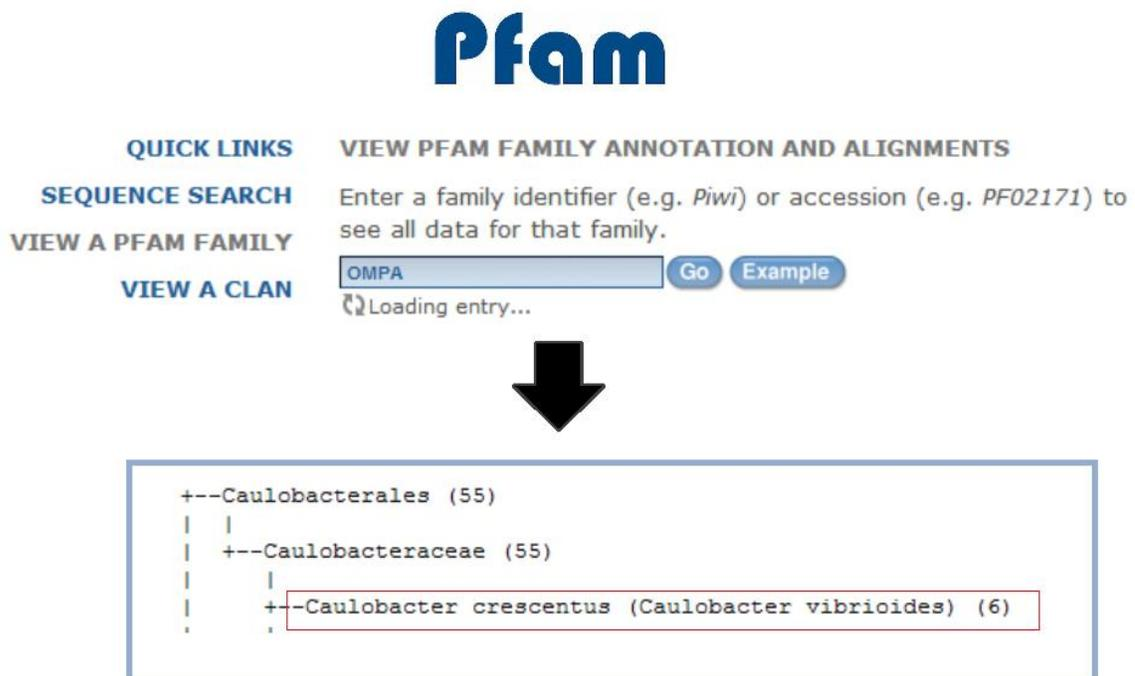 Pfam
QUICK LINKS
SEQUENCE SEARCH
VIEW A PFAM FAMILY
VIEW A CLAN
VIEW PFAM FAMILY ANNOTATION AND ALIGNMENTS
Enter a family identifier (e.g. Piwi) or accession (e.g. PF02171) to
see all data for that family.
OMPA Go Example
Loading entry...
+--Caulobacterales (55)
| |
| +--Caulobacteraceae (55)
| |
| +--Caulobacter crescentus (Caulobacter vibrioides) (6)